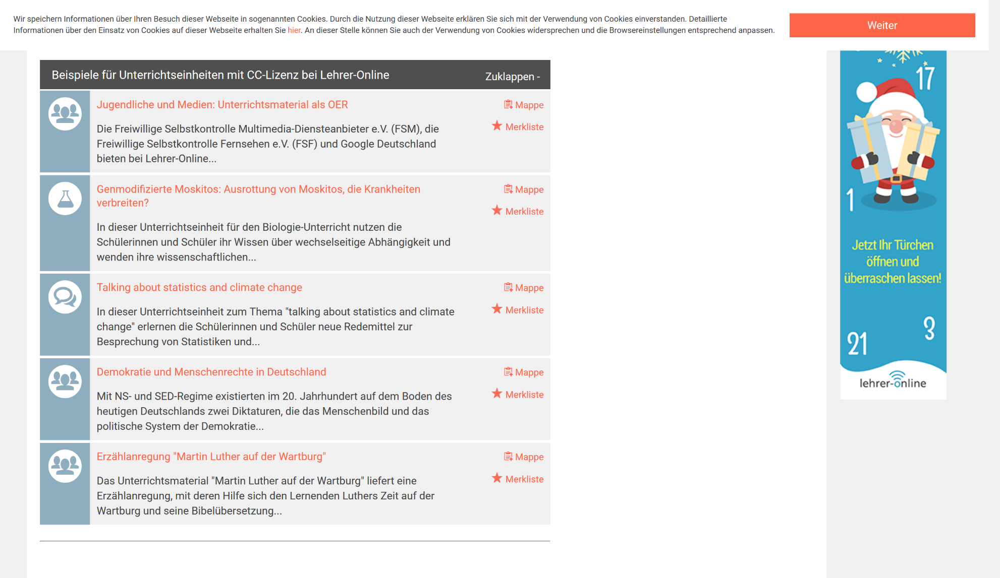 Wir speichern Informationen über Ihren Besuch dieser Webseite in sogenannten Cookies. Durch die Nutzung dieser Webseite erklären Sie sich mit der Verwendung von Cookies einverstanden. Detaillierte
Informationen über den Einsatz von Cookies auf dieser Webseite erhalten Sie hier. An dieser Stelle können Sie auch der Verwendung von Cookies widersprechen und die Browsereinstellungen entsprechend anpassen.
Weiter
Beispiele für Unterrichtseinheiten mit CC-Lizenz bei Lehrer-Online
Zuklappen -
Jugendliche und Medien: Unterrichtsmaterial als OER
Mappe
Merkliste
Die Freiwillige Selbstkontrolle Multimedia-Diensteanbieter e.V. (FSM), die
Freiwillige Selbstkontrolle Fernsehen e.V. (FSF) und Google Deutschland
bieten bei Lehrer-Online...
Genmodifizierte Moskitos: Ausrottung von Moskitos, die Krankheiten
verbreiten?
Mappe
Merkliste
In dieser Unterrichtseinheit für den Biologie-Unterricht nutzen die
Schülerinnen und Schüler ihr Wissen über wechselseitige Abhängigkeit und
wenden ihre wissenschaftlichen...
Talking about statistics and climate change
Mappe
Merkliste
In dieser Unterrichtseinheit zum Thema "talking about statistics and climate
change" erlernen die Schülerinnen und Schüler neue Redemittel zur
Besprechung von Statistiken und...
Demokratie und Menschenrechte in Deutschland
Mappe
Merkliste
Mit NS- und SED-Regime existierten im 20. Jahrhundert auf dem Boden des
heutigen Deutschlands zwei Diktaturen, die das Menschenbild und das
politische System der Demokratie...
Erzählanregung "Martin Luther auf der Wartburg"
Mappe
Merkliste
Das Unterrichtsmaterial "Martin Luther auf der Wartburg" liefert eine
Erzählanregung, mit deren Hilfe sich den Lernenden Luthers Zeit auf der
Wartburg und seine Bibelübersetzung...
17
1
Jetzt Ihr Türchen
öffnen und
überraschen lassen!
3
21
lehrer-online